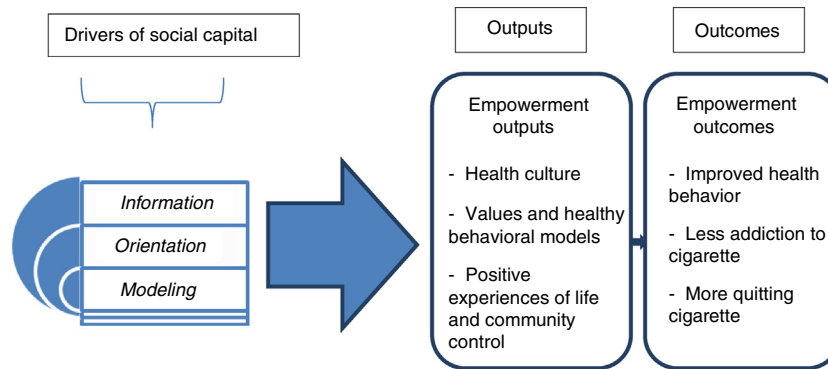 Drivers of social capital
Information
Orientation
Modeling
Outputs
Empowerment
outputs
- Health culture
- Values and healthy
behavioral models
- Positive
experiences of life
and community
control
Outcomes
Empowerment
outcomes
- Improved health
behavior
- Less addiction to
cigarette
- More quitting
cigarette